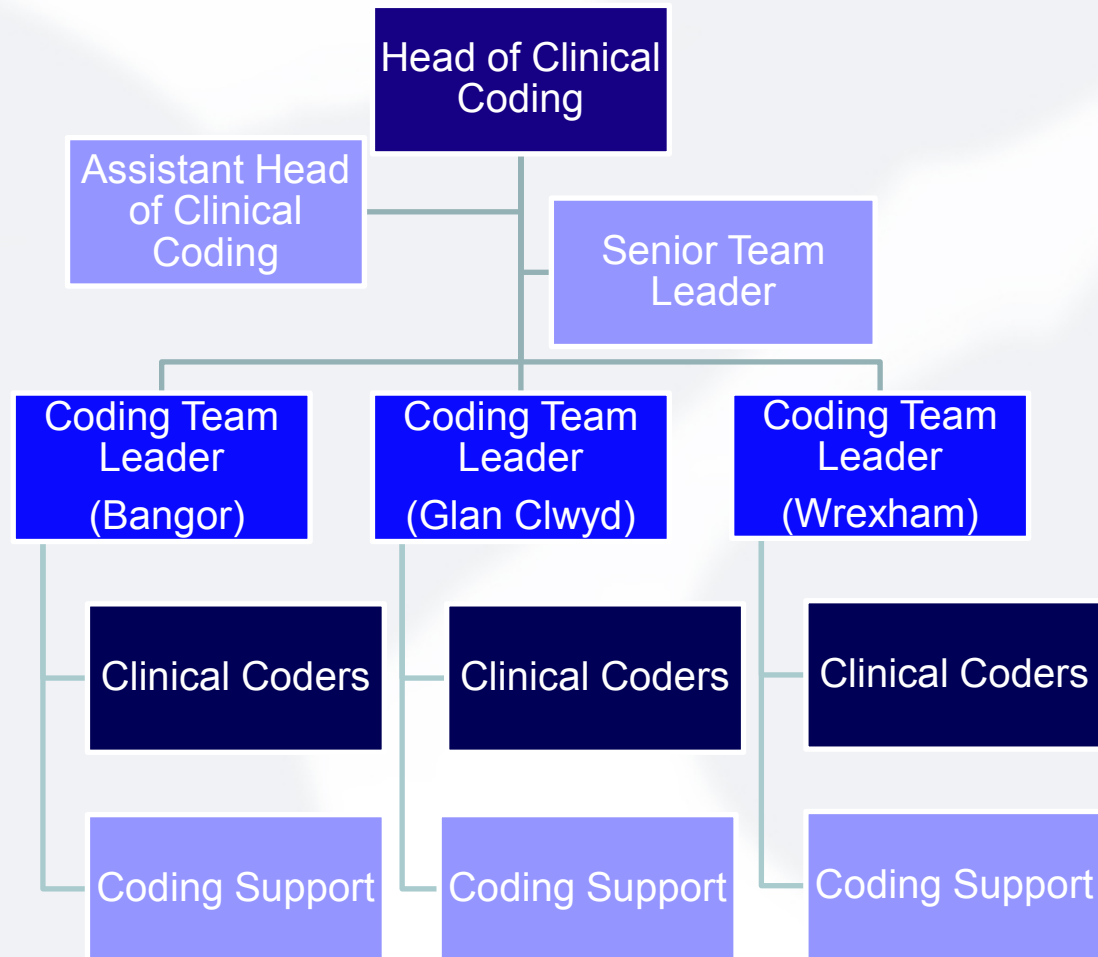 Head of Clinical
Coding
Assistant Head
of Clinical
Coding
Senior Team
Leader
Coding Team
Leader
(Bangor)
Coding Team
Leader
(Glan Clwyd)
Coding Team
Leader
(Wrexham)
Clinical Coders
Clinical Coders
Clinical Coders
Coding Support
Coding Support
Coding Support